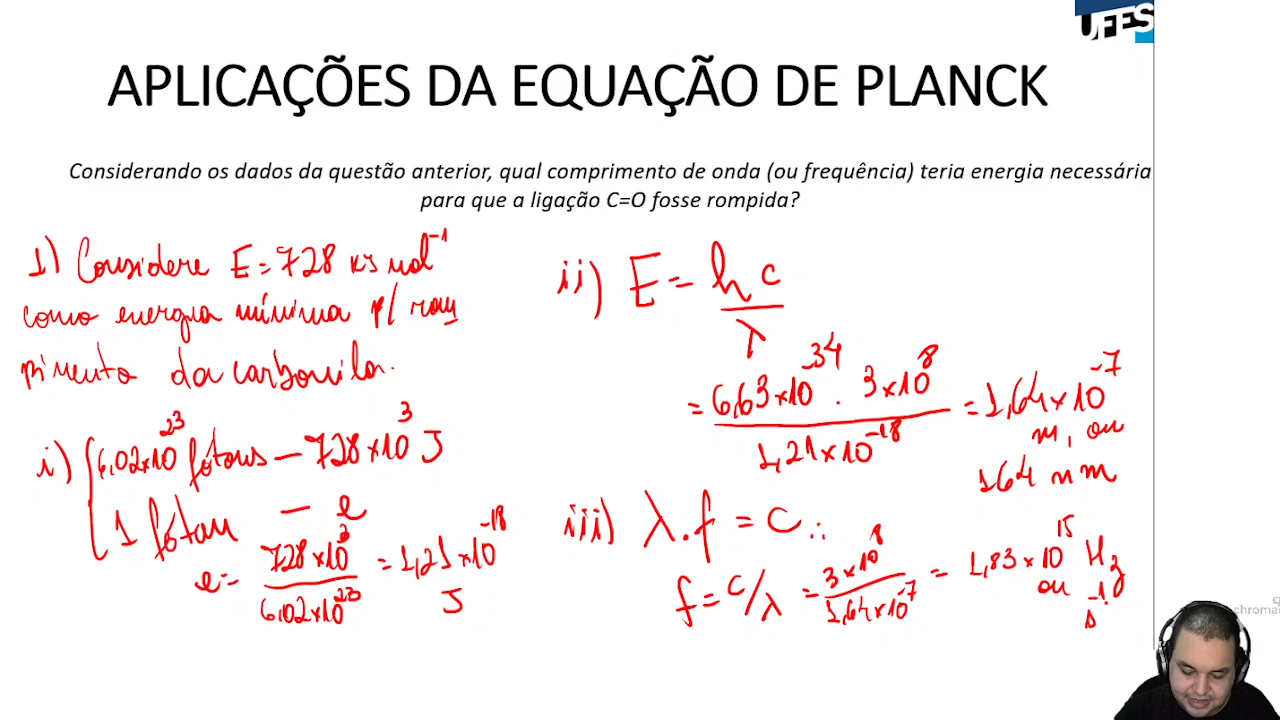 UFES
APLICAÇÕES DA EQUAÇÃO DE PLANCK
Considerando os dados da questão anterior, qual comprimento de onda (ou frequência) teria energia necessária
para que a ligação C=O fosse rompida?
1) Considere E = 728 kJ mol⁻¹
como energia mínima p/ rom
pimento da carbonila.
i) 6,02×10²³ fótons — 728×10³ J
1 fóton — e
e = 728×10³ / 6,02×10²³ = 1,21×10⁻¹⁸
J
ii) E = h c / λ
= 6,63×10⁻³⁴ . 3×10⁸ / 1,21×10⁻¹⁸ = 1,64×10⁻⁷
m, ou
164 nm
iii) λ.f = c ∴
f = c/λ = 3×10⁸ / 1,64×10⁻⁷ = 1,83×10¹⁵ Hz
ou s⁻¹.
chroma